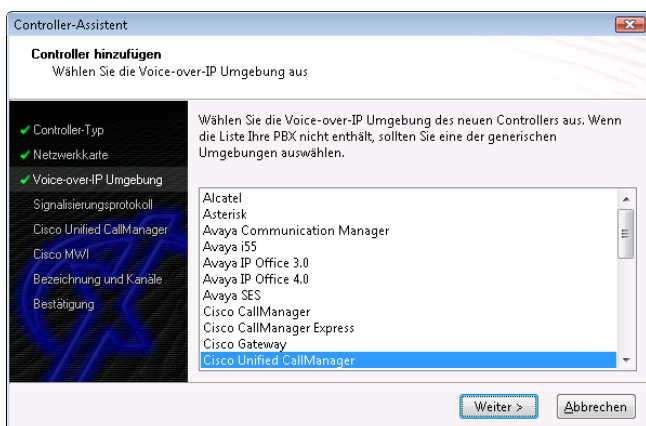 Controller-Assistent
Controller hinzufügen
Wählen Sie die Voice-over-IP Umgebung aus
Controller-Typ
Netzwerkkarte
Voice-over-IP Umgebung
Signalisierungsprotokoll
Cisco Unified CallManager
Cisco MWI
Bezeichnung und Kanäle
Bestätigung
Wählen Sie die Voice-over-IP Umgebung des neuen Controllers aus. Wenn
die Liste Ihre PBX nicht enthält, sollten Sie eine der generischen
Umgebungen auswählen.
Alcatel
Asterisk
Avaya Communication Manager
Avaya i55
Avaya IP Office 3.0
Avaya IP Office 4.0
Avaya SES
Cisco CallManager
Cisco CallManager Express
Cisco Gateway
Cisco Unified CallManager
Weiter >
Abbrechen